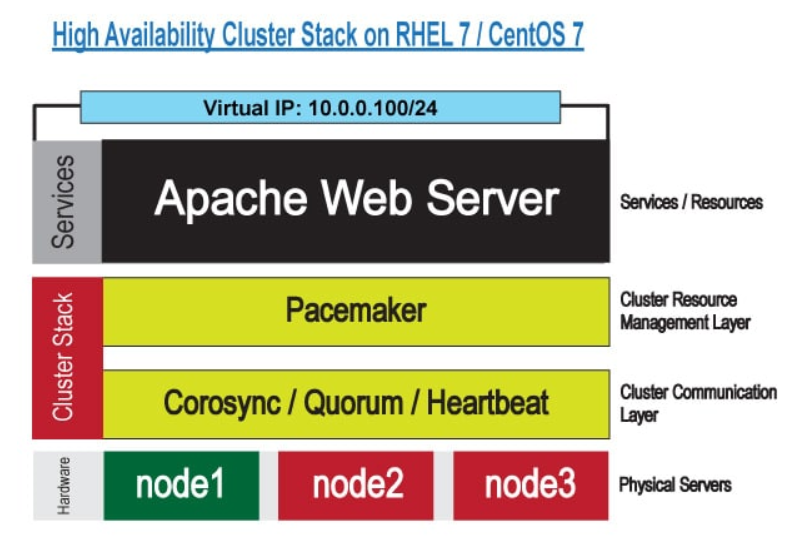 High Availability Cluster Stack on RHEL 7 / CentOS 7
Virtual IP: 10.0.0.100/24
Services
Apache Web Server
Services / Resources
Cluster Stack
Pacemaker
Cluster Resource
Management Layer
Corosync / Quorum / Heartbeat
Cluster Communication
Layer
Hardware
node1
node2
node3
Physical Servers